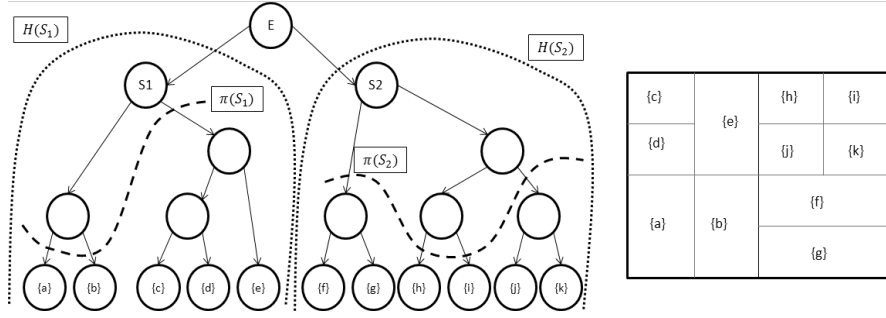 H(S₁)
E
H(S₂)
S1
π(S₁)
S2
π(S₂)
{a} {b} {c} {d} {e} {f} {g} {h} {i} {j} {k}
{c} {e} {h} {i}
{d} {j} {k}
{a} {b} {f}
{g}